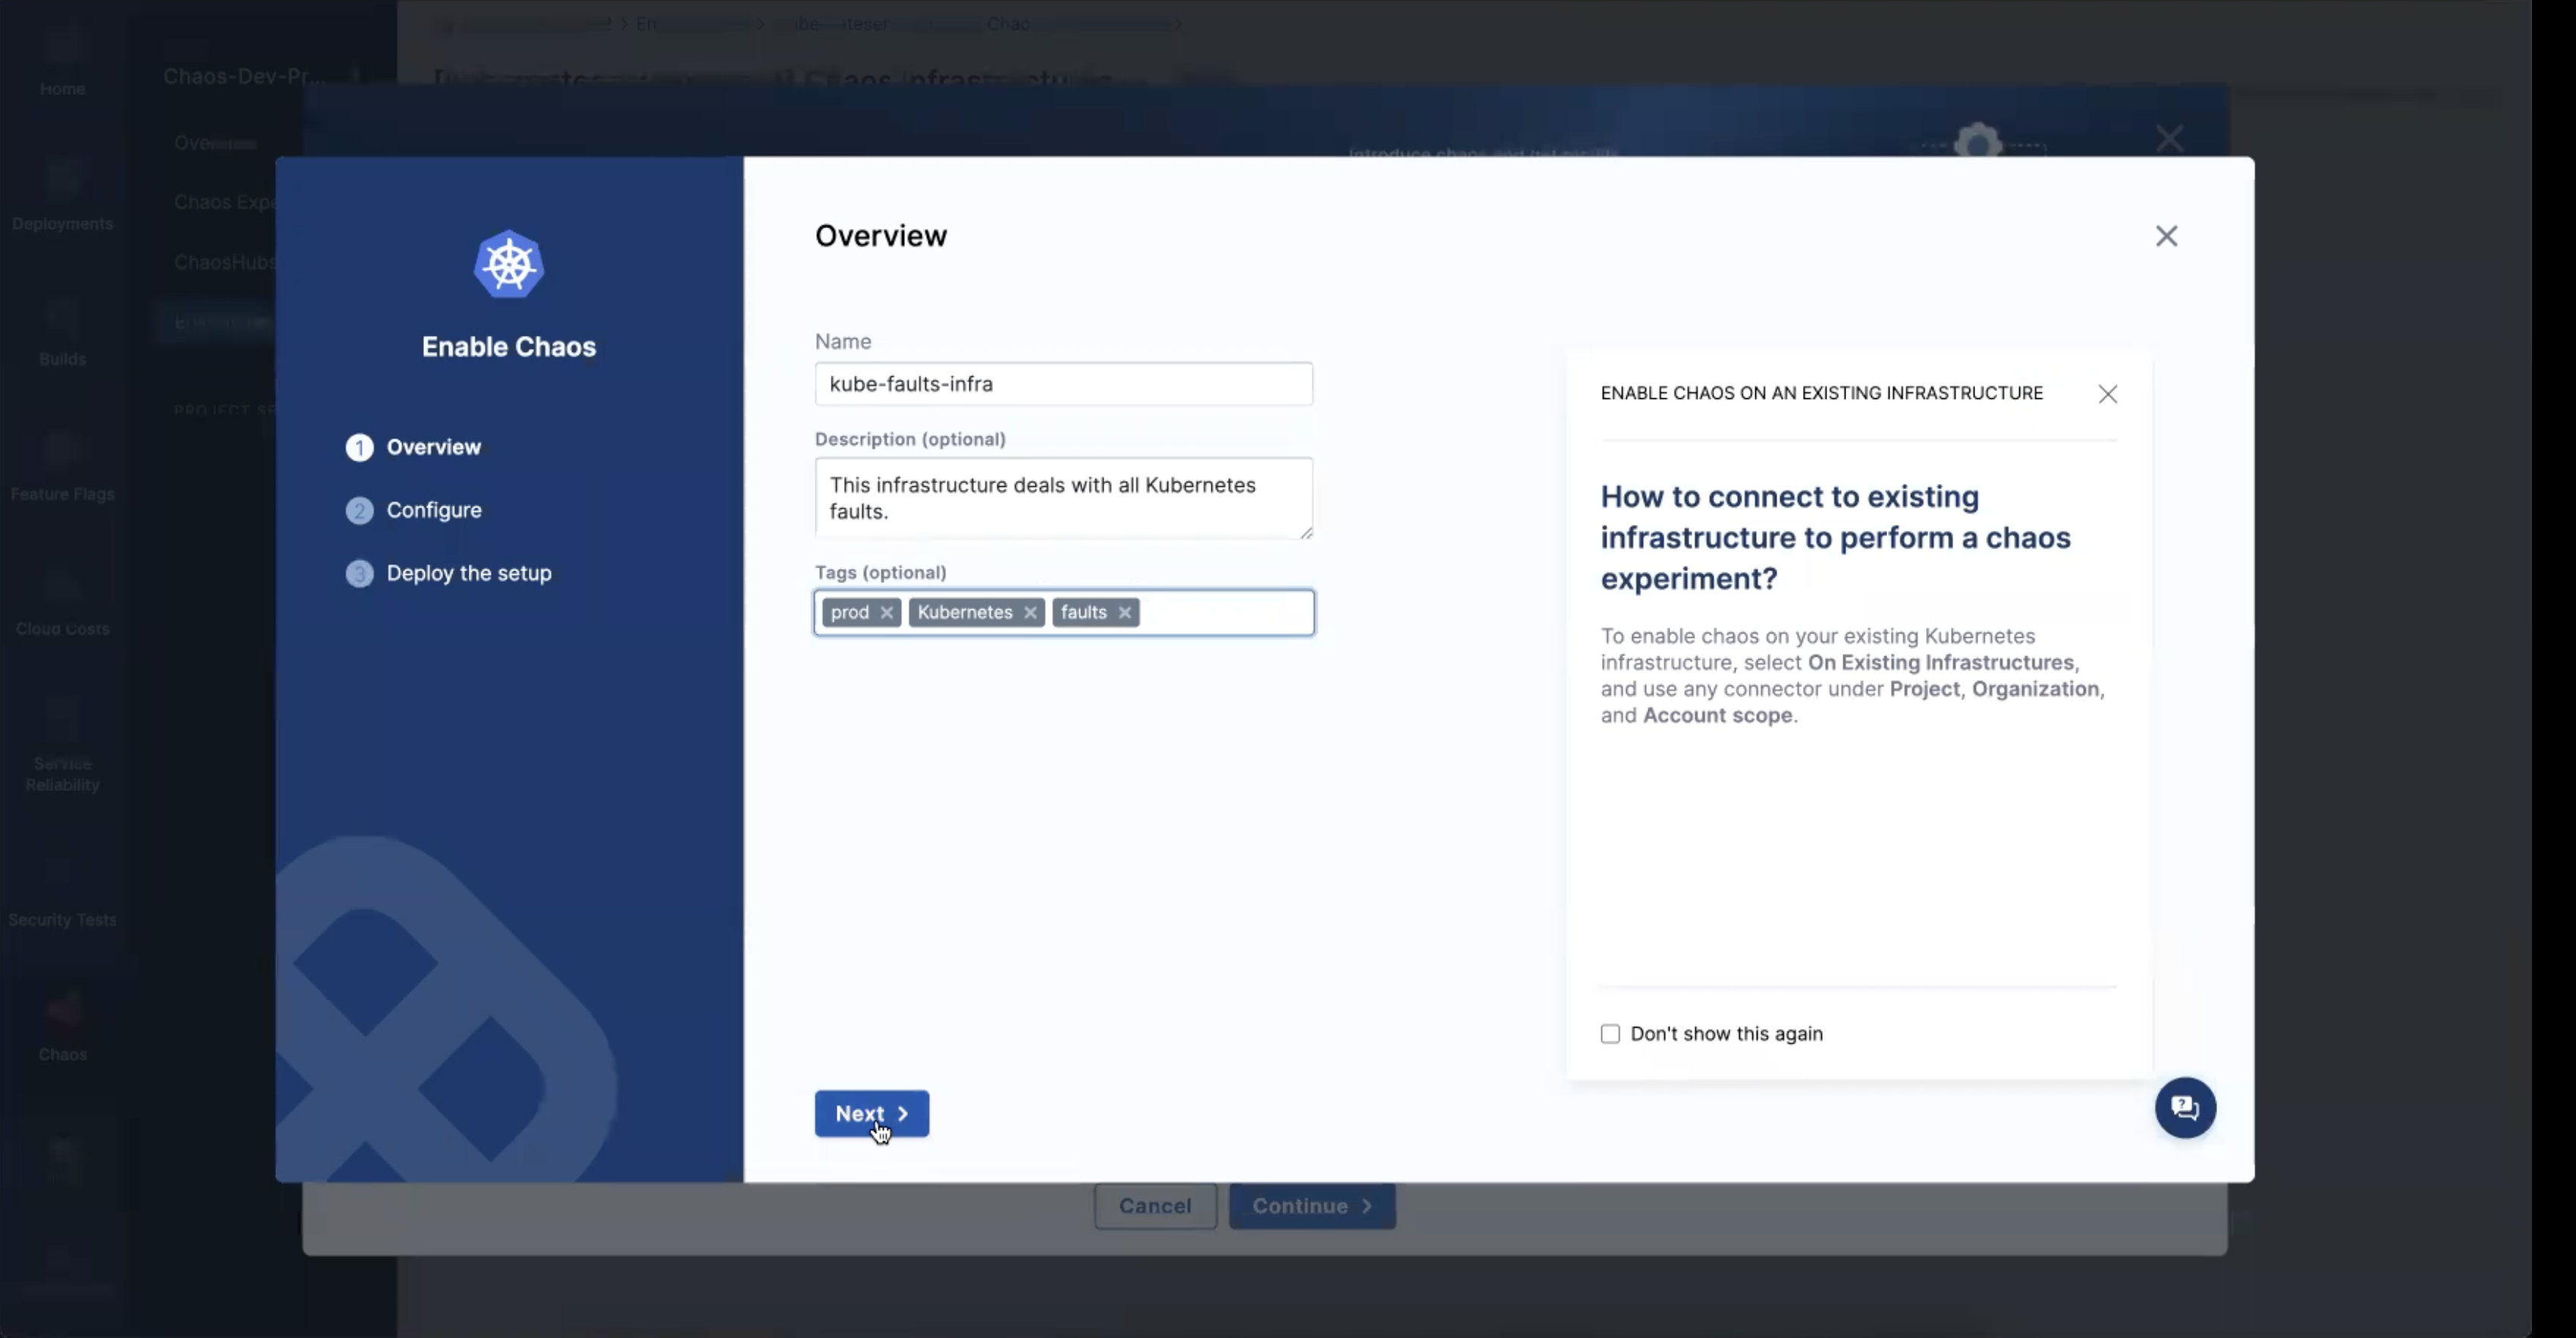 Home
Deployments
Builds
Feature Flags
Cloud Costs
Service
Reliability
Security Tests
Chaos
Chaos-Dev-Pr...
Chaos Expe
ChaosHubs
PROJECT SE
Enable Chaos
1 Overview
2 Configure
3 Deploy the setup
Overview
Name
kube-faults-infra
Description (optional)
This infrastructure deals with all Kubernetes
faults.
Tags (optional)
prod Kubernetes faults
Next
ENABLE CHAOS ON AN EXISTING INFRASTRUCTURE
How to connect to existing
infrastructure to perform a chaos
experiment?
To enable chaos on your existing Kubernetes
infrastructure, select On Existing Infrastructures,
and use any connector under Project, Organization,
and Account scope.
Don't show this again
Cancel Continue